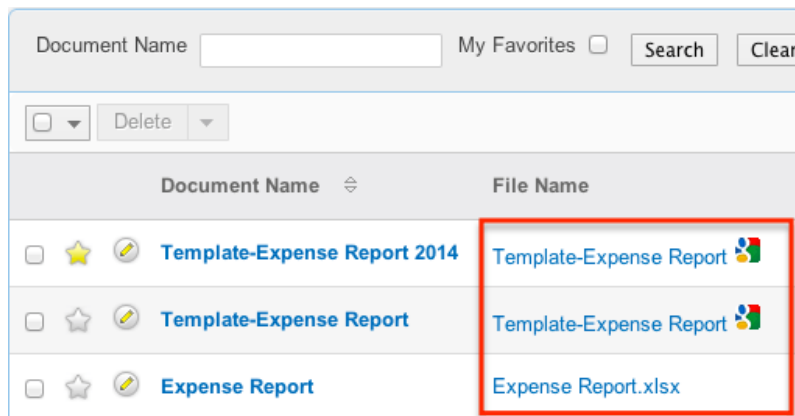 Document Name My Favorites Search Clear
Delete
Document Name File Name
Template-Expense Report 2014 Template-Expense Report
Template-Expense Report Template-Expense Report
Expense Report Expense Report.xlsx